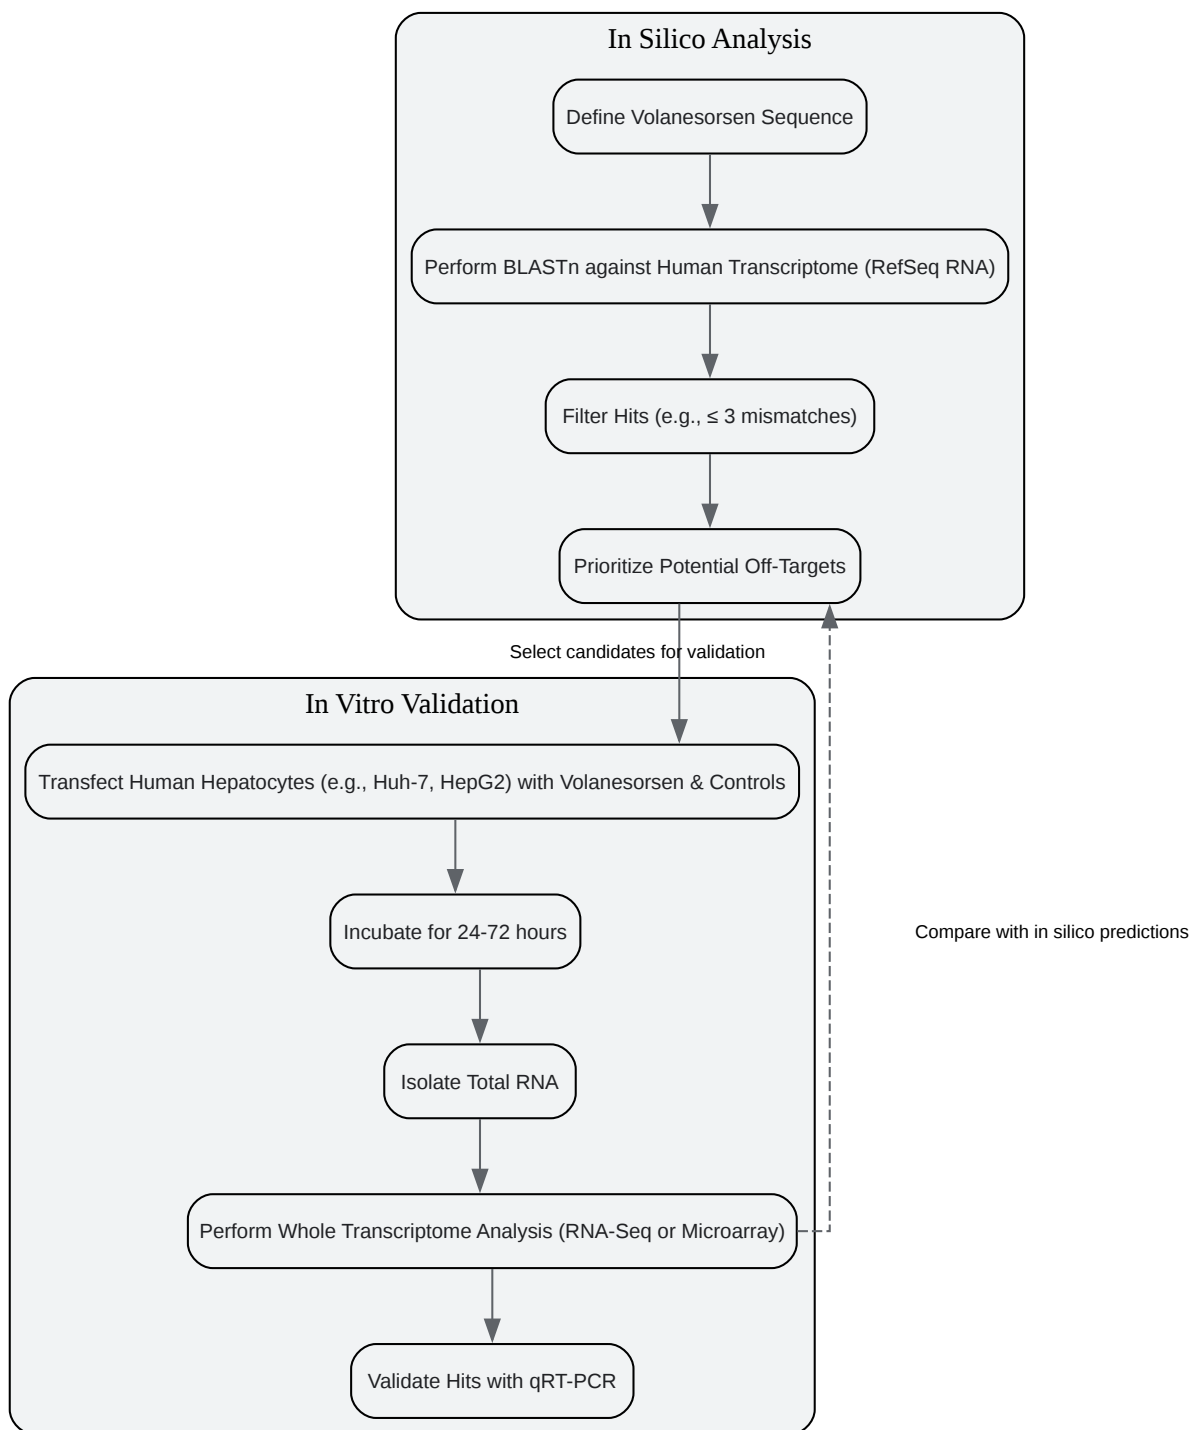 In Silico Analysis
Define Volanesorsen Sequence
Perform BLASTn against Human Transcriptome (RefSeq RNA)
Filter Hits (e.g., ≤ 3 mismatches)
Prioritize Potential Off-Targets
Select candidates for validation
In Vitro Validation
Transfect Human Hepatocytes (e.g., Huh-7, HepG2) with Volanesorsen & Controls
Incubate for 24-72 hours
Compare with in silico predictions
Isolate Total RNA
Perform Whole Transcriptome Analysis (RNA-Seq or Microarray)
Validate Hits with qRT-PCR